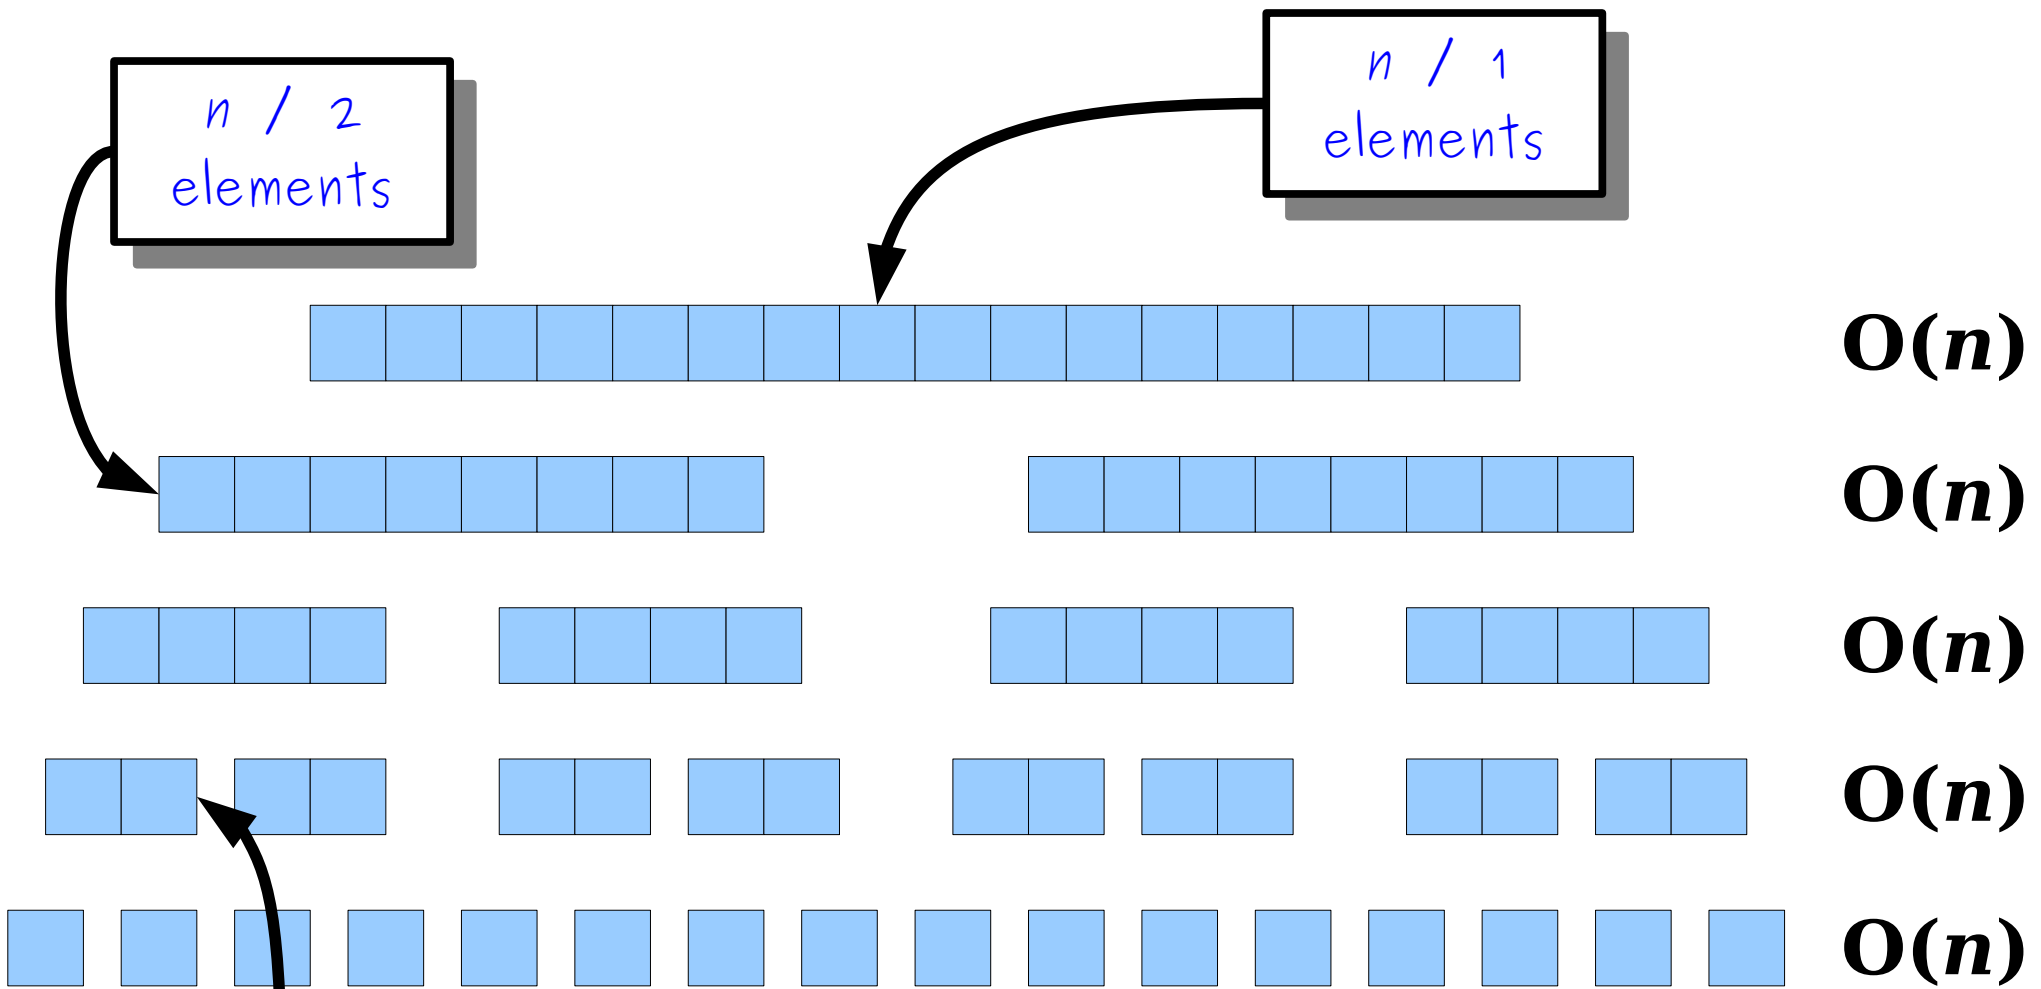 n / 1
elements
n / 2
elements
O(n)
O(n)
O(n)
O(n)
O(n)